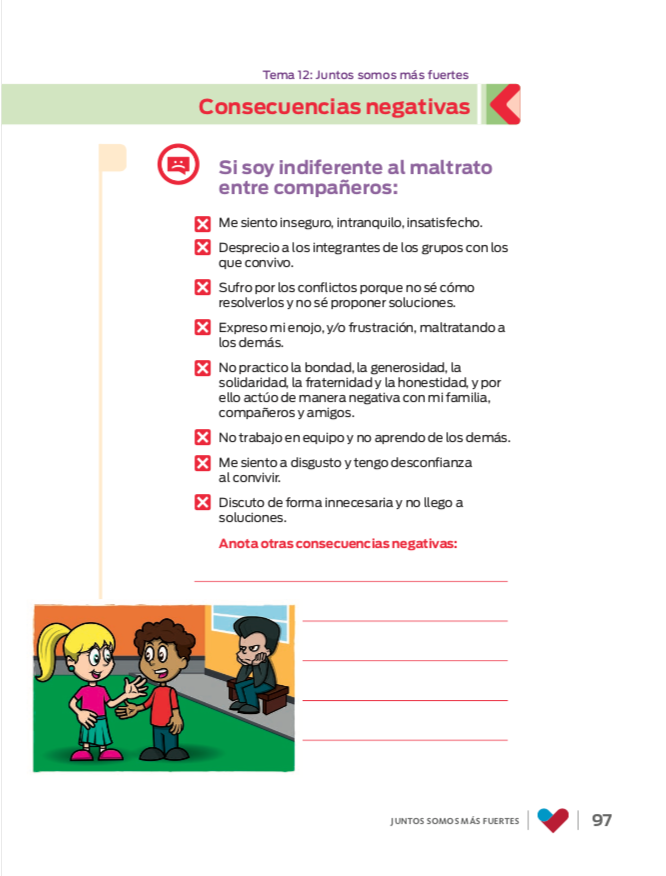 Tema 12: Juntos somos más fuertes
Consecuencias negativas
Si soy indiferente al maltrato
entre compañeros:
Me siento inseguro, intranquilo, insatisfecho.
Desprecio a los integrantes de los grupos con los
que convivo.
Sufro por los conflictos porque no sé cómo
resolverlos y no sé proponer soluciones.
Expreso mi enojo, y/o frustración, maltratando a
los demás.
No practico la bondad, la generosidad, la
solidaridad, la fraternidad y la honestidad, y por
ello actúo de manera negativa con mi familia,
compañeros y amigos.
No trabajo en equipo y no aprendo de los demás.
Me siento a disgusto y tengo desconfianza
al convivir.
Discuto de forma innecesaria y no llego a
soluciones.
Anota otras consecuencias negativas:
JUNTOS SOMOS MÁS FUERTES
97